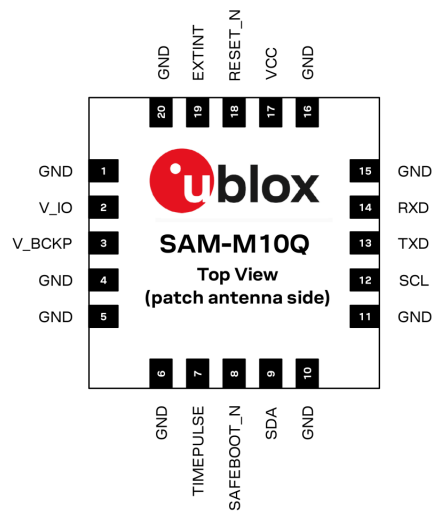 GND
EXTINT
RESET_N
VCC
GND
20
19
18
17
16
GND 1
V_IO 2
V_BCKP 3
GND 4
GND 5
ublox
SAM-M10Q
Top View
(patch antenna side)
15 GND
14 RXD
13 TXD
12 SCL
11 GND
6
7
8
9
10
GND
TIMEPULSE
SAFEBOOT_N
SDA
GND